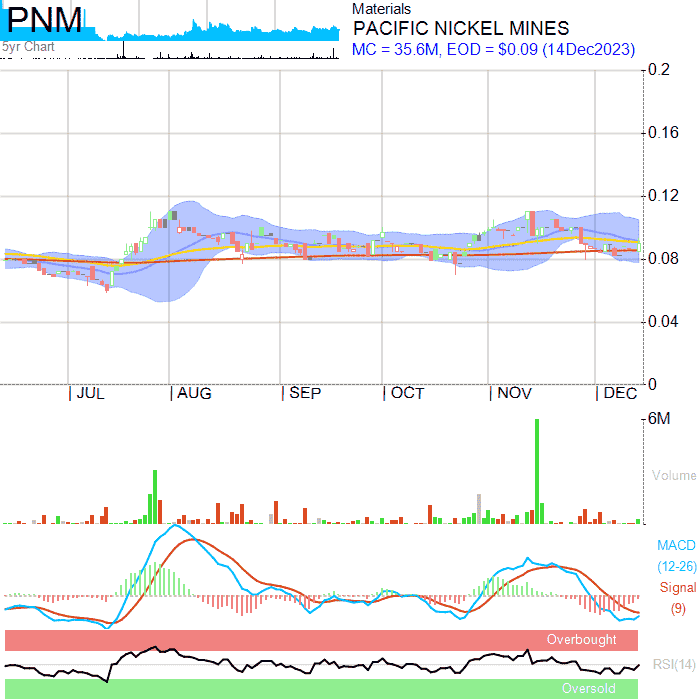 PNM
5yr Chart
Materials
PACIFIC NICKEL MINES
MC = 35.6M, EOD = $0.09 (14Dec2023)
0.2
0.16
0.12
0.08
0.04
0
JUL AUG SEP OCT NOV DEC
6M
Volume
MACD
(12-26)
Signal
(9)
Overbought
RSI(14)
Oversold